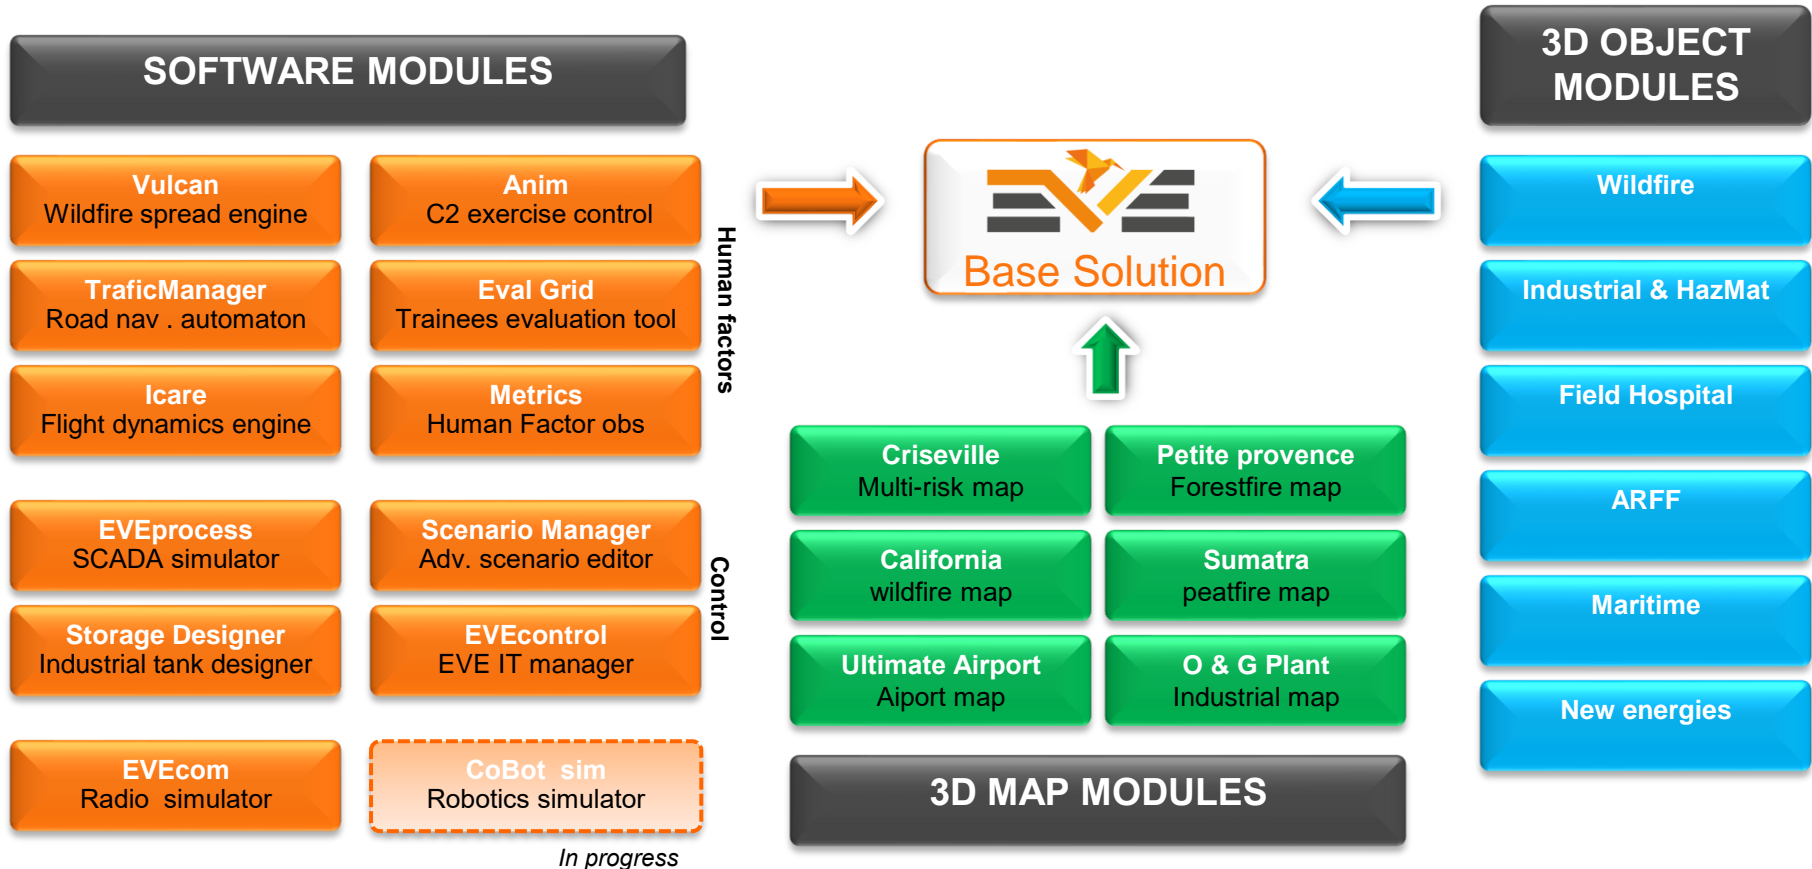 SOFTWARE MODULES
Vulcan
Wildfire spread engine
Anim
C2 exercise control
TraficManager
Road nav . automaton
Eval Grid
Trainees evaluation tool
Icare
Flight dynamics engine
Metrics
Human Factor obs
Human factors
EVEprocess
SCADA simulator
Scenario Manager
Adv. scenario editor
Storage Designer
Industrial tank designer
EVEcontrol
EVE IT manager
Control
EVEcom
Radio simulator
CoBot sim
Robotics simulator
In progress
EVE
Base Solution
Criseville
Multi-risk map
Petite provence
Forestfire map
California
wildfire map
Sumatra
peatfire map
Ultimate Airport
Aiport map
O & G Plant
Industrial map
3D MAP MODULES
3D OBJECT
MODULES
Wildfire
Industrial & HazMat
Field Hospital
ARFF
Maritime
New energies